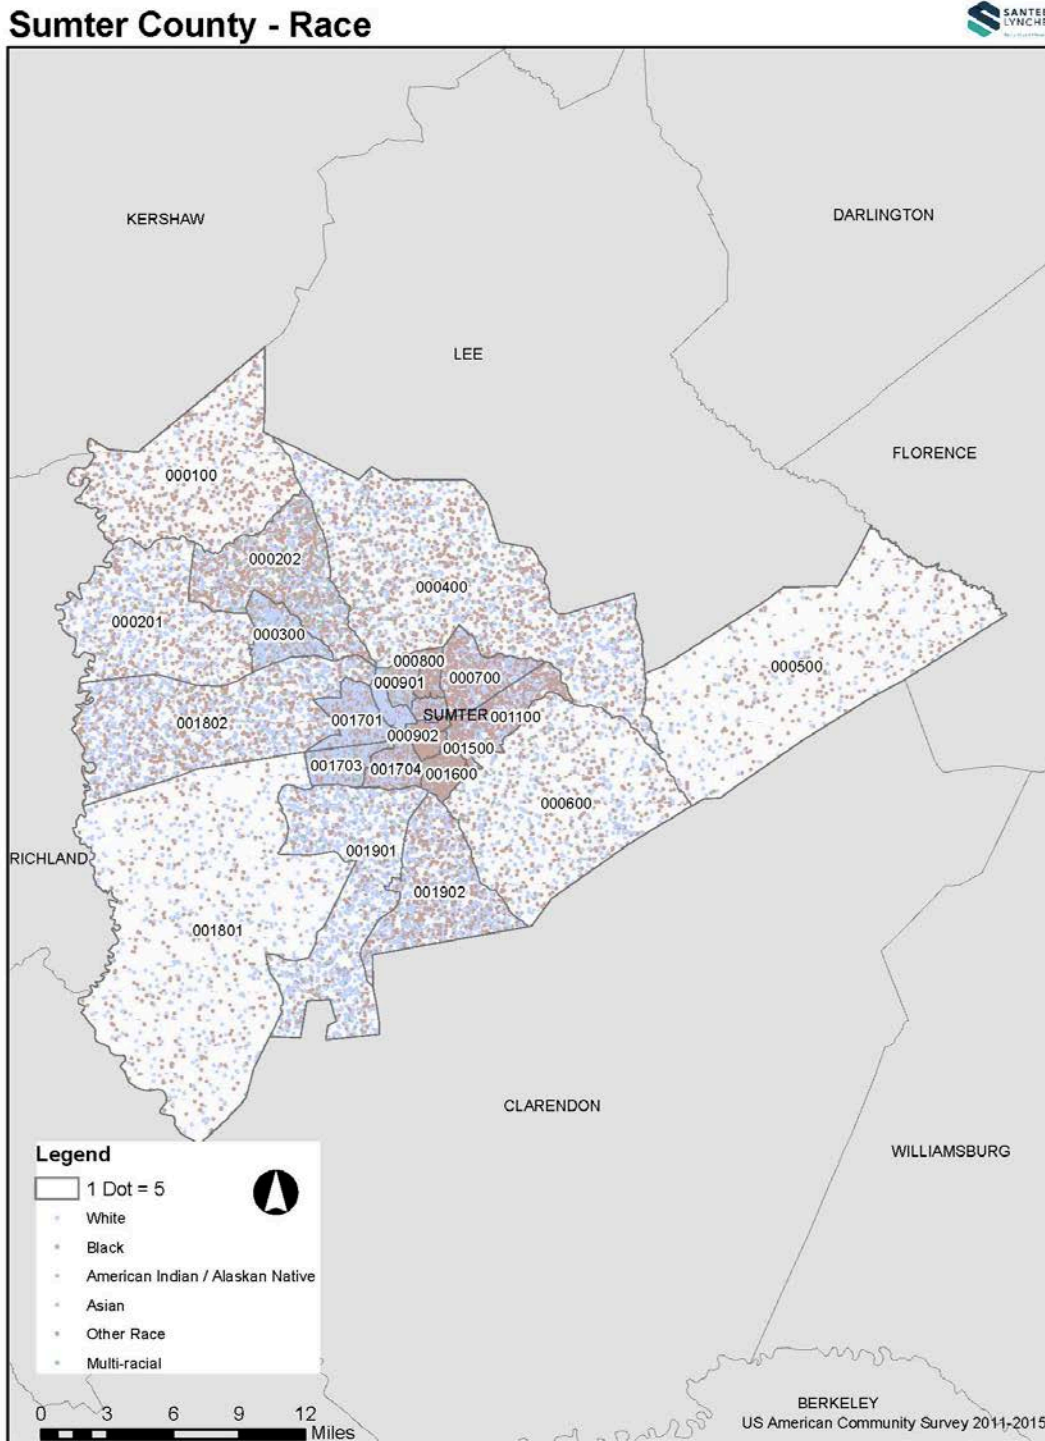 Sumter County - Race
SANTEE
LYNCHE
KERSHAW
DARLINGTON
LEE
FLORENCE
000100
000202
000400
000201
000300
000500
000800
000901
000700
001802
001701
SUMTER
001100
000902
001500
001703
001704
001600
000600
RICHLAND
001901
001902
001801
CLARENDON
WILLIAMSBURG
Legend
1 Dot = 5
White
Black
American Indian / Alaskan Native
Asian
Other Race
Multi-racial
BERKELEY
0 3 6 9 12
Miles
US American Community Survey 2011-2015